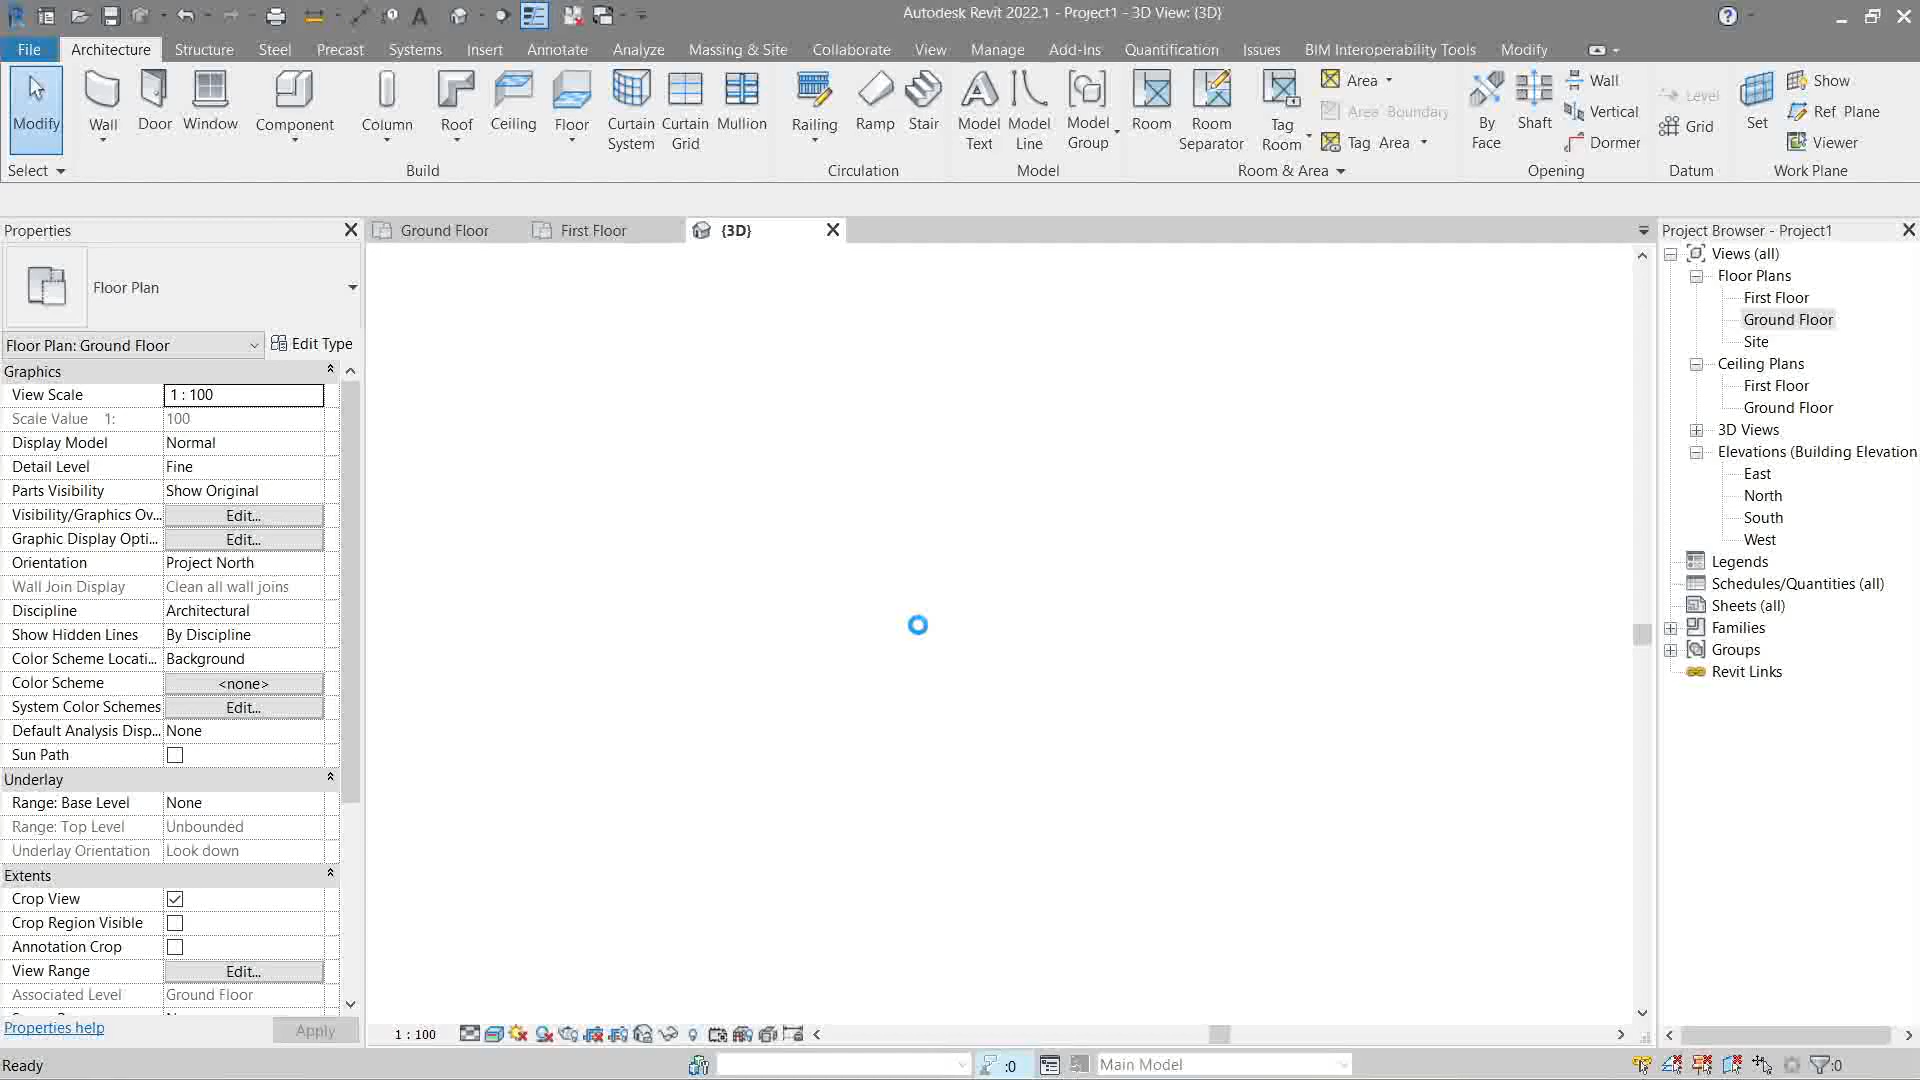 Autodesk Revit 2022.1 - Project1 - 3D View: {3D}
File Architecture Structure Steel Precast Systems Insert Annotate Analyze Massing & Site Collaborate View Manage Add-Ins Quantification Issues BIM Interoperability Tools Modify
Modify Wall Door Window Component Column Roof Ceiling Floor Curtain System Curtain Grid Mullion Railing Ramp Stair Model Text Model Line Model Group Room Room Separator Tag Room
Area
Area Boundary
Tag Area
By Face Shaft
Wall
Vertical
Dormer
Level
Grid
Set
Show
Ref Plane
Viewer
Select Build Circulation Model Room & Area Opening Datum Work Plane
Properties
Floor Plan
Floor Plan: Ground Floor Edit Type
Graphics
View Scale 1 : 100
Scale Value 1: 100
Display Model Normal
Detail Level Fine
Parts Visibility Show Original
Visibility/Graphics Ov... Edit...
Graphic Display Opti... Edit...
Orientation Project North
Wall Join Display Clean all wall joins
Discipline Architectural
Show Hidden Lines By Discipline
Color Scheme Locati... Background
Color Scheme <none>
System Color Schemes Edit...
Default Analysis Disp... None
Sun Path
Underlay
Range: Base Level None
Range: Top Level Unbounded
Underlay Orientation Look down
Extents
Crop View
Crop Region Visible
Annotation Crop
View Range Edit...
Associated Level Ground Floor
Properties help Apply
Ground Floor First Floor {3D}
1 : 100
Project Browser - Project1
Views (all)
Floor Plans
First Floor
Ground Floor
Site
Ceiling Plans
First Floor
Ground Floor
3D Views
Elevations (Building Elevation
East
North
South
West
Legends
Schedules/Quantities (all)
Sheets (all)
Families
Groups
Revit Links
Ready :0 Main Model :0